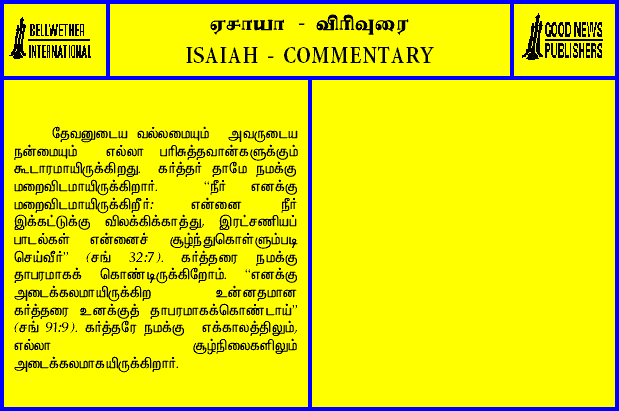 BELLWETHER
INTERNATIONAL
ஏசாயா - விரிவுரை
ISAIAH - COMMENTARY
GOOD NEWS
PUBLISHERS
தேவனுடைய வல்லமையும் அவருடைய
நன்மையும் எல்லா பரிசுத்தவான்களுக்கும்
கூடாரமாயிருக்கிறது. கர்த்தர் தாமே நமக்கு
மறைவிடமாயிருக்கிறார். “நீர் எனக்கு
மறைவிடமாயிருக்கிறீர்; என்னை நீர்
இக்கட்டுக்கு விலக்கிக்காத்து, இரட்சணியப்
பாடல்கள் என்னைச் சூழ்ந்துகொள்ளும்படி
செய்வீர்” (சங் 32:7). கர்த்தரை நமக்கு
தாபரமாகக் கொண்டிருக்கிறோம். “எனக்கு
அடைக்கலமாயிருக்கிற உன்னதமான
கர்த்தரை உனக்குத் தாபரமாகக்கொண்டாய்”
(சங் 91:9). கர்த்தரே நமக்கு எக்காலத்திலும்,
எல்லா சூழ்நிலைகளிலும்
அடைக்கலமாகயிருக்கிறார்.